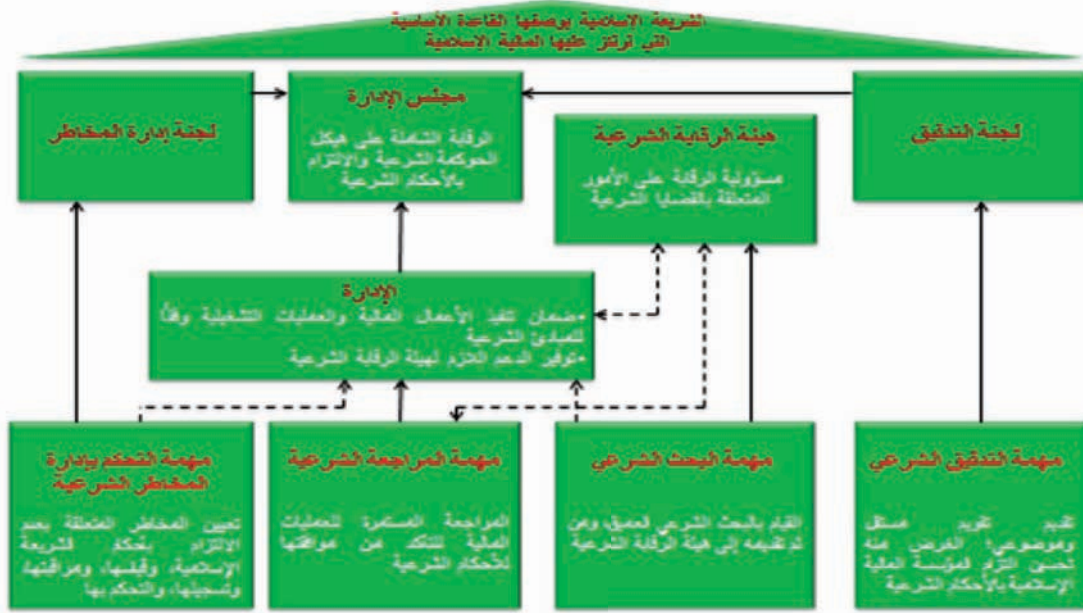 الشريعة الإسلامية بوصفها القاعدة الأساسية
التي ترتكز عليها المالية الإسلامية
لجنة إدارة المخاطر
مجلس الإدارة
الرقابة الشاملة على هيكل
الحوكمة الشرعية والالتزام
بالأحكام الشرعية
هيئة الرقابة الشرعية
مسؤولية الرقابة على الأمور
المتعلقة بالقضايا الشرعية
لجنة التدقيق
الإدارة
•ضمان تنفيذ الأعمال المالية والعمليات التشغيلية وفقًا
للمبادئ الشرعية
•توفير الدعم اللازم لهيئة الرقابة الشرعية
مهمة التحكم بإدارة
المخاطر الشرعية
تعيين المخاطر المتعلقة بعدم
الالتزام بأحكام الشريعة
الإسلامية، وقياسها، ومراقبتها،
وتسجيلها، والتحكم بها
مهمة المراجعة الشرعية
المراجعة المستمرة للعمليات
المالية للتأكد من موافقتها
للأحكام الشرعية
مهمة البحث الشرعي
القيام بالبحث الشرعي لعميق، ومن
ثم تقديمه إلى هيئة الرقابة الشرعية
مهمة التدقيق الشرعي
تقديم تقويم مستقل
وموضوعي؛ الغرض منه
تحسين التزام المؤسسة المالية
الإسلامية بالأحكام الشرعية